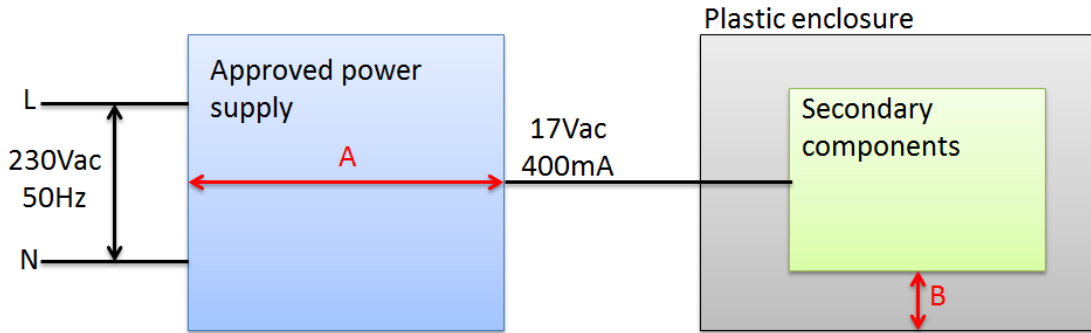 Plastic enclosure
Approved power
supply
L
230Vac
50Hz
N
A
17Vac
400mA
Secondary
components
B